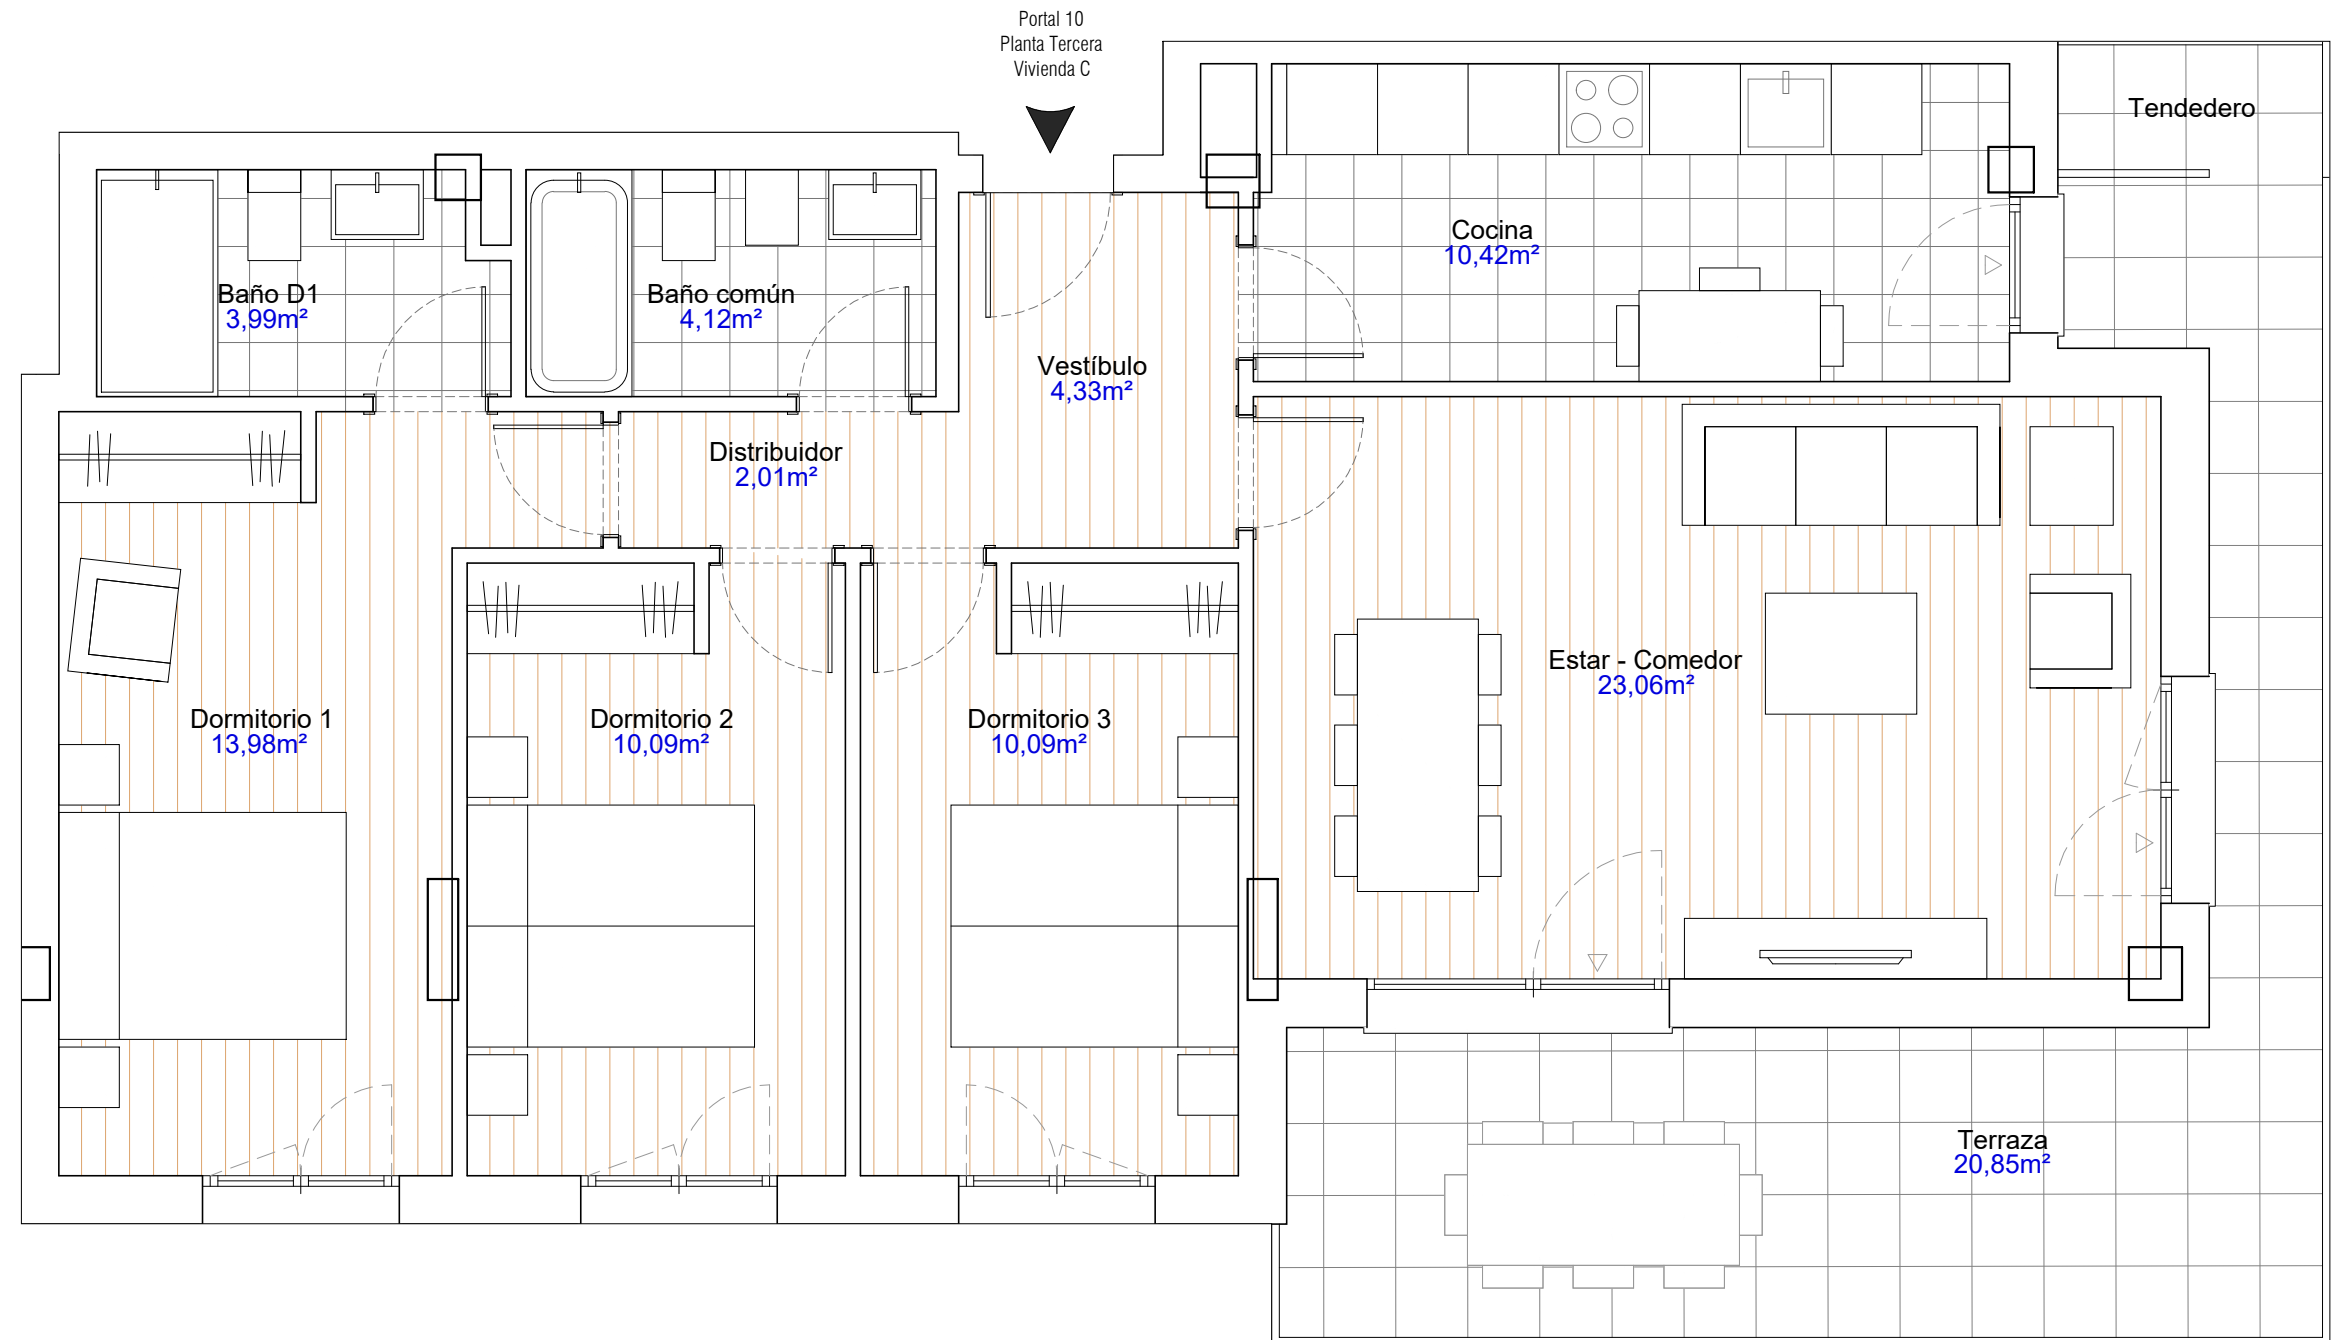 Portal 10
Planta Tercera
Vivienda C
Tendedero
Cocina
10,42m²
Baño D1
3,99m²
Baño común
4,12m²
Vestíbulo
4,33m²
Distribuidor
2,01m²
Estar - Comedor
23,06m²
Dormitorio 1
13,98m²
Dormitorio 2
10,09m²
Dormitorio 3
10,09m²
Terraza
20,85m²